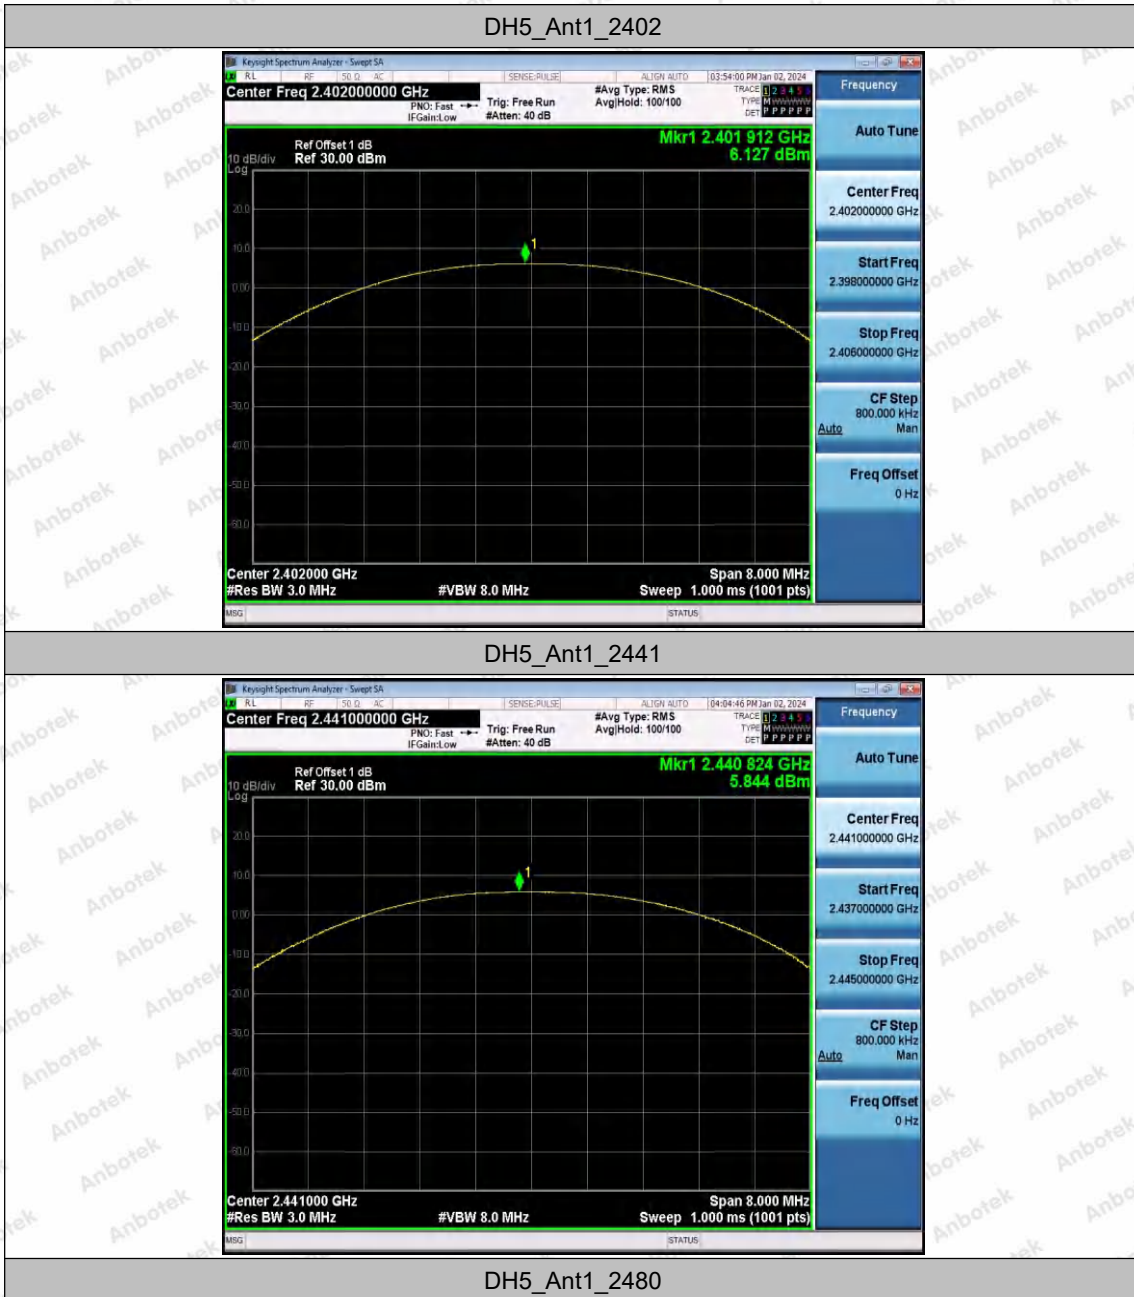 DH5_Ant1_2402
Keysight Spectrum Analyzer - Swept SA
RL RF 50 Ω AC SENSE:PULSE ALIGN AUTO 03:54:00 PM Jan 02, 2024
Center Freq 2.402000000 GHz #Avg Type: RMS TRACE 1 2 3 4 5 6
PNO: Fast Trig: Free Run Avg|Hold: 100/100 TYPE M WWWWW
IFGain:Low #Atten: 40 dB DET P P P P P P
Frequency
Mkr1 2.401 912 GHz
Ref Offset 1 dB
10 dB/div Ref 30.00 dBm 6.127 dBm
Log
20.0
10.0
0.00
-10.0
-20.0
-30.0
-40.0
-50.0
-60.0
1
Center 2.402000 GHz Span 8.000 MHz
#Res BW 3.0 MHz #VBW 8.0 MHz Sweep 1.000 ms (1001 pts)
MSG STATUS
Auto Tune
Center Freq
2.402000000 GHz
Start Freq
2.398000000 GHz
Stop Freq
2.406000000 GHz
CF Step
800.000 kHz
Auto Man
Freq Offset
0 Hz
DH5_Ant1_2441
Keysight Spectrum Analyzer - Swept SA
RL RF 50 Ω AC SENSE:PULSE ALIGN AUTO 04:04:46 PM Jan 02, 2024
Center Freq 2.441000000 GHz #Avg Type: RMS TRACE 1 2 3 4 5 6
PNO: Fast Trig: Free Run Avg|Hold: 100/100 TYPE M WWWWW
IFGain:Low #Atten: 40 dB DET P P P P P P
Frequency
Mkr1 2.440 824 GHz
Ref Offset 1 dB
10 dB/div Ref 30.00 dBm 5.844 dBm
Log
20.0
10.0
0.00
-10.0
-20.0
-30.0
-40.0
-50.0
-60.0
1
Center 2.441000 GHz Span 8.000 MHz
#Res BW 3.0 MHz #VBW 8.0 MHz Sweep 1.000 ms (1001 pts)
MSG STATUS
Auto Tune
Center Freq
2.441000000 GHz
Start Freq
2.437000000 GHz
Stop Freq
2.445000000 GHz
CF Step
800.000 kHz
Auto Man
Freq Offset
0 Hz
DH5_Ant1_2480
Anbotek